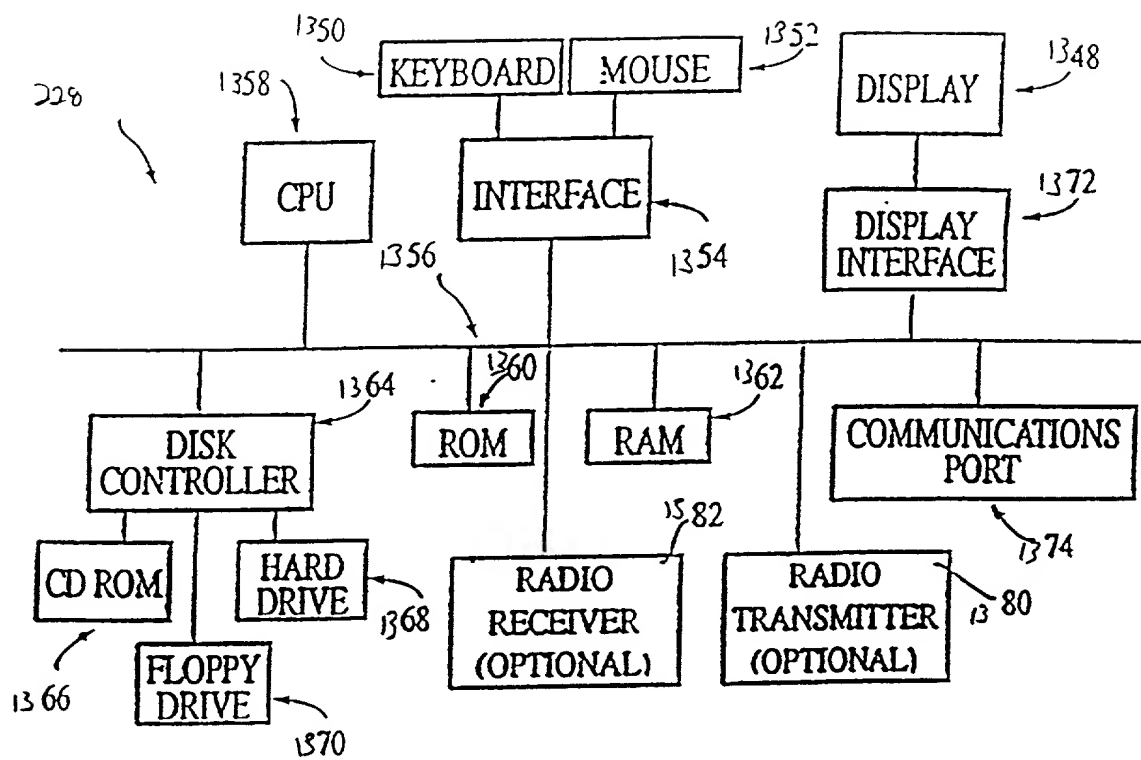 1350
1352
KEYBOARD
MOUSE
1348
DISPLAY
228
1358
CPU
INTERFACE
1354
1372
DISPLAY
INTERFACE
1356
1364
DISK
CONTROLLER
1360
ROM
1362
RAM
COMMUNICATIONS
PORT
1374
CD ROM
1366
HARD
DRIVE
1368
FLOPPY
DRIVE
1370
1582
RADIO
RECEIVER
(OPTIONAL)
RADIO
TRANSMITTER
(OPTIONAL)
1380